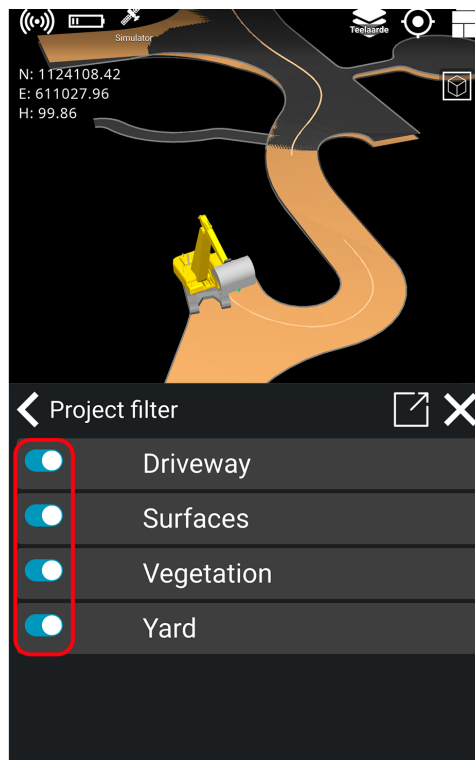 Simulator
Teelaarde
N: 1124108.42
E: 611027.96
H: 99.86
Project filter
Driveway
Surfaces
Vegetation
Yard